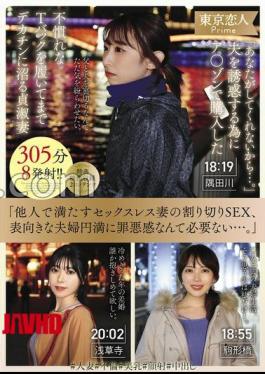 東京恋人
Prime
「あなたがしてくれないから…。」
夫を誘惑する為に
ア○ゾンで購入した
不慣れな
Tバックを履いてまで
デカチンに沼る貞淑妻
305分
8発射!!
18:19
隅田川
「他人で満たすセックスレス妻の割り切りSEX、
表向きな夫婦円満に罪悪感なんて必要ない…。」
20:02
浅草寺
18:55
駒形橋
JAVHD
#人妻#不倫#美乳#顔射#中出し